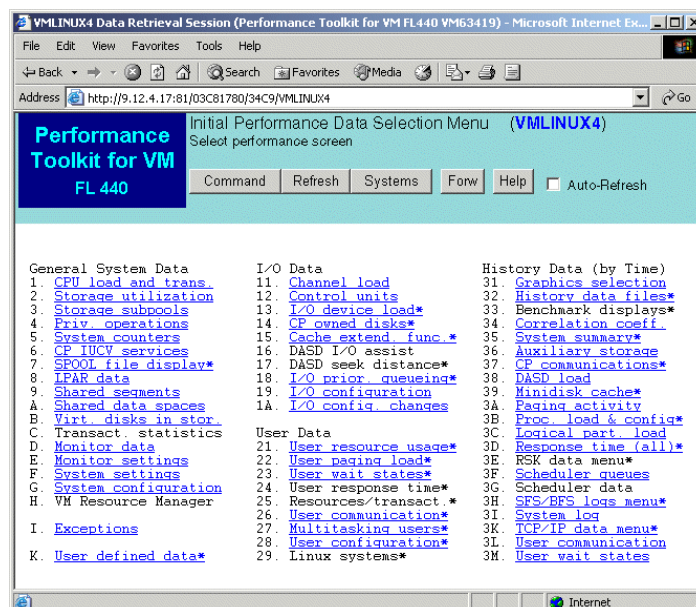 VMLINUX4 Data Retrieval Session (Performance Toolkit for VM FL440 VM63419) - Microsoft Internet Ex...
File Edit View Favorites Tools Help
Back Search Favorites Media
Address http://9.12.4.17:81/03C81780/34C9/VMLINUX4 Go
Performance Toolkit for VM
FL 440
Initial Performance Data Selection Menu (VMLINUX4)
Select performance screen
Command Refresh Systems Forw Help Auto-Refresh
General System Data
1. CPU load and trans.
2. Storage utilization
3. Storage subpools
4. Priv. operations
5. System counters
6. CP IUCV services
7. SPOOL file display*
8. LPAR data
9. Shared segments
A. Shared data spaces
B. Virt. disks in stor.
C. Transact. statistics
D. Monitor data
E. Monitor settings
F. System settings
G. System configuration
H. VM Resource Manager
I. Exceptions
K. User defined data*
I/O Data
11. Channel load
12. Control units
13. I/O device load*
14. CP owned disks*
15. Cache extend. func.*
16. DASD I/O assist
17. DASD seek distance*
18. I/O prior. queueing*
19. I/O configuration
1A. I/O config. changes
User Data
21. User resource usage*
22. User paging load*
23. User wait states*
24. User response time*
25. Resources/transact.*
26. User communication*
27. Multitasking users*
28. User configuration*
29. Linux systems*
History Data (by Time)
31. Graphics selection
32. History data files*
33. Benchmark displays*
34. Correlation coeff.
35. System summary*
36. Auxiliary storage
37. CP communications*
38. DASD load
39. Minidisk cache*
3A. Paging activity
3B. Proc. load & config*
3C. Logical part. load
3D. Response time (all)*
3E. RSK data menu*
3F. Scheduler queues
3G. Scheduler data
3H. SFS/BFS logs menu*
3I. System log
3K. TCP/IP data menu*
3L. User communication
3M. User wait states
Internet